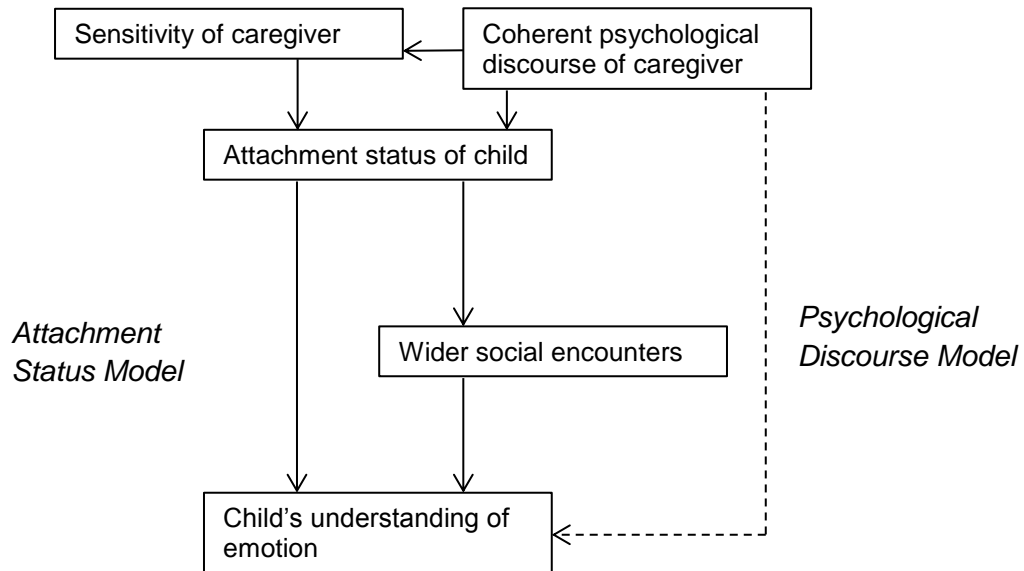 Sensitivity of caregiver
Coherent psychological
discourse of caregiver
Attachment status of child
Attachment
Status Model
Wider social encounters
Psychological
Discourse Model
Child’s understanding of
emotion